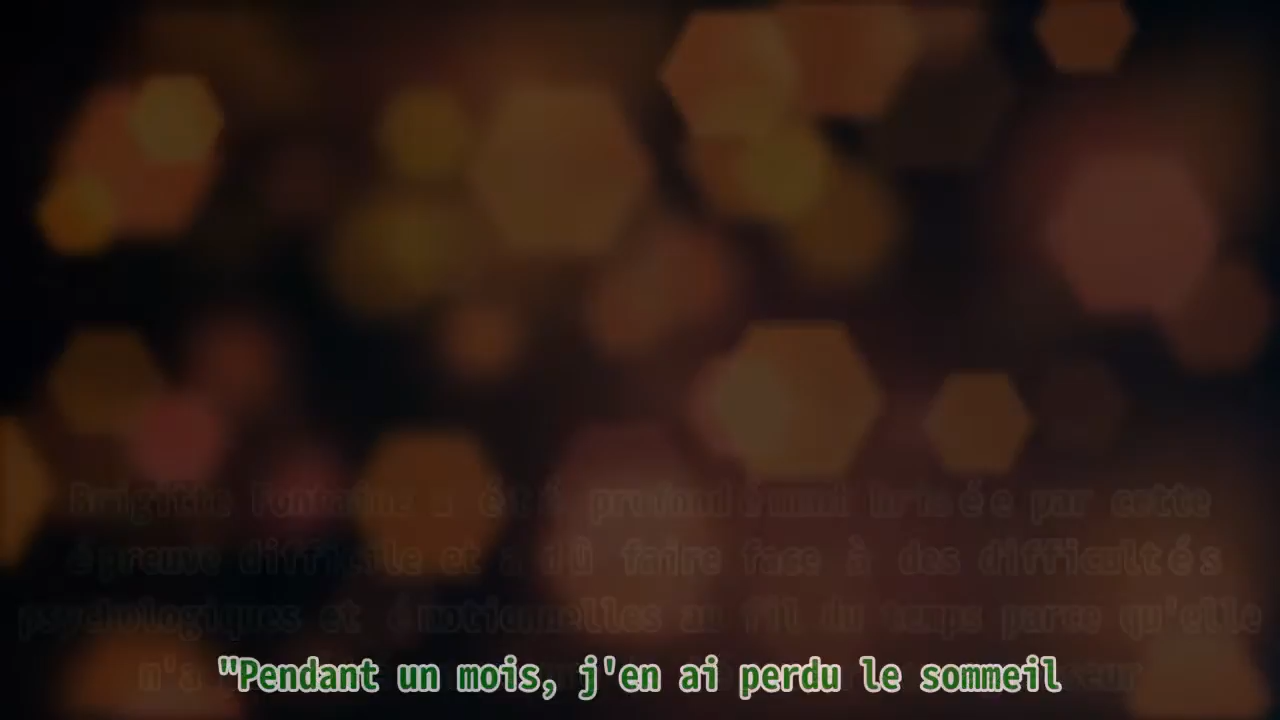 Brigitte Fontaine a été profondément brisée par cette
épreuve difficile et a dû faire face à des difficultés
psychologiques et émotionnelles au fil du temps parce qu'elle
n'a
"Pendant un mois, j'en ai perdu le sommeil